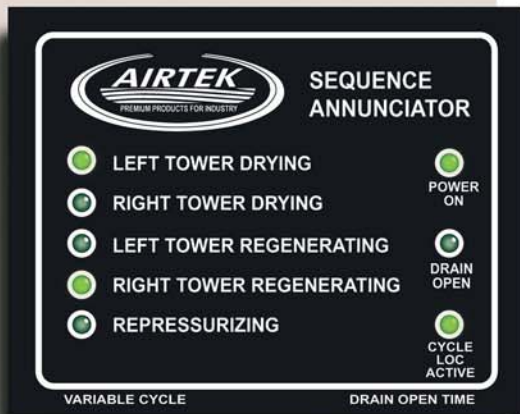 AIRTEK
PREMIUM PRODUCTS FOR INDUSTRY
SEQUENCE
ANNUNCIATOR
LEFT TOWER DRYING
RIGHT TOWER DRYING
LEFT TOWER REGENERATING
RIGHT TOWER REGENERATING
REPRESSURIZING
POWER
ON
DRAIN
OPEN
CYCLE
LOC
ACTIVE
VARIABLE CYCLE
DRAIN OPEN TIME